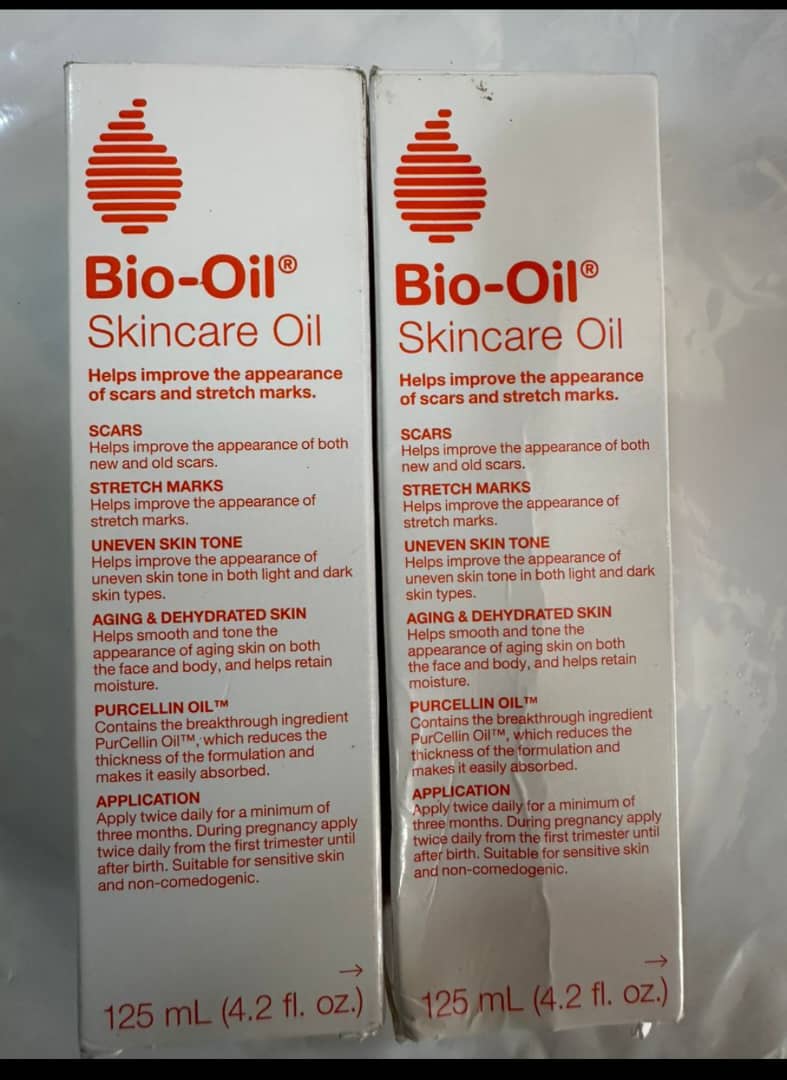 Bio-Oil®
Skincare Oil
Helps improve the appearance
of scars and stretch marks.
SCARS
Helps improve the appearance of both
new and old scars.
STRETCH MARKS
Helps improve the appearance of
stretch marks.
UNEVEN SKIN TONE
Helps improve the appearance of
uneven skin tone in both light and dark
skin types.
AGING & DEHYDRATED SKIN
Helps smooth and tone the
appearance of aging skin on both
the face and body, and helps retain
moisture.
PURCELLIN OIL™
Contains the breakthrough ingredient
PurCellin Oil™, which reduces the
thickness of the formulation and
makes it easily absorbed.
APPLICATION
Apply twice daily for a minimum of
three months. During pregnancy apply
twice daily from the first trimester until
after birth. Suitable for sensitive skin
and non-comedogenic.
125 mL (4.2 fl. oz.)
Bio-Oil®
Skincare Oil
Helps improve the appearance
of scars and stretch marks.
SCARS
Helps improve the appearance of both
new and old scars.
STRETCH MARKS
Helps improve the appearance of
stretch marks.
UNEVEN SKIN TONE
Helps improve the appearance of
uneven skin tone in both light and dark
skin types.
AGING & DEHYDRATED SKIN
Helps smooth and tone the
appearance of aging skin on both
the face and body, and helps retain
moisture.
PURCELLIN OIL™
Contains the breakthrough ingredient
PurCellin Oil™, which reduces the
thickness of the formulation and
makes it easily absorbed.
APPLICATION
Apply twice daily for a minimum of
three months. During pregnancy apply
twice daily from the first trimester until
after birth. Suitable for sensitive skin
and non-comedogenic.
125 mL (4.2 fl. oz.)